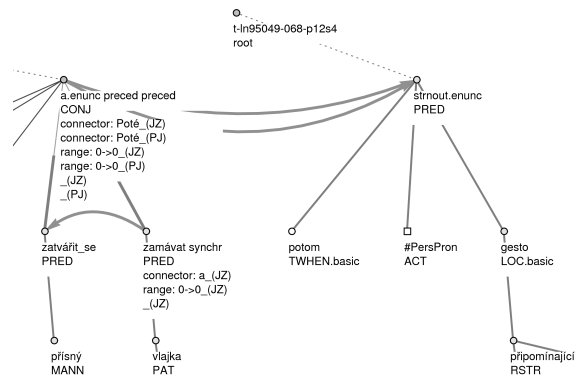 t-ln95049-068-p12s4
root
a.enunc preced preced
CONJ
connector: Poté_(JZ)
connector: Poté_(PJ)
range: 0->0_(JZ)
range: 0->0_(PJ)
_(JZ)
_(PJ)
strnout.enunc
PRED
zatvářit_se
PRED
zamávat synchr
PRED
connector: a_(JZ)
range: 0->0_(JZ)
_(JZ)
potom
TWHEN.basic
#PersPron
ACT
gesto
LOC.basic
přísný
MANN
vlajka
PAT
připomínající
RSTR